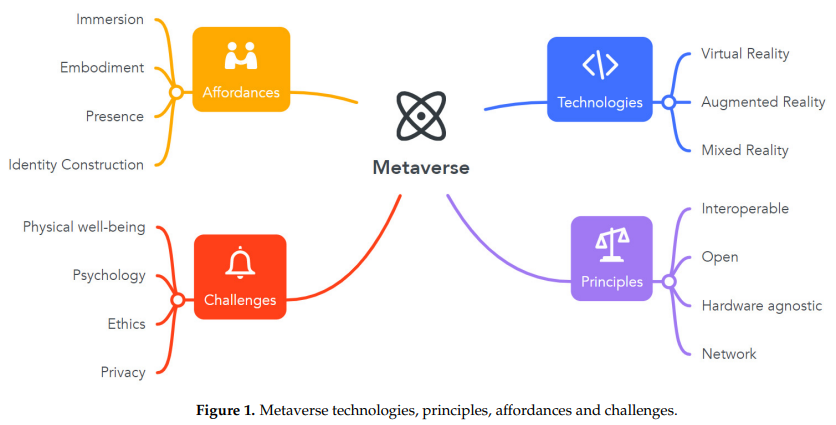 Immersion
Embodiment
Presence
Identity Construction
Affordances
Physical well-being
Psychology
Ethics
Privacy
Challenges
Metaverse
Technologies
Virtual Reality
Augmented Reality
Mixed Reality
Principles
Interoperable
Open
Hardware agnostic
Network
Figure 1. Metaverse technologies, principles, affordances and challenges.